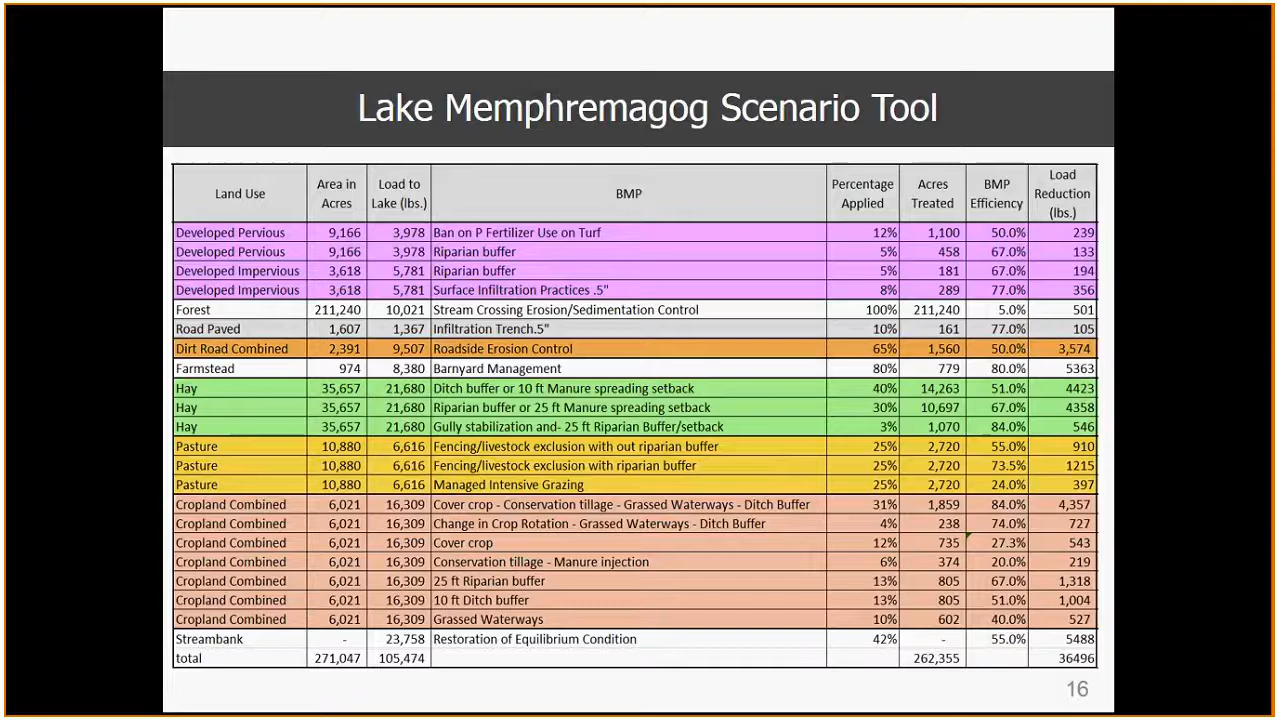 Lake Memphremagog Scenario Tool
Land Use Area in Acres Load to Lake (lbs.) BMP Percentage Applied Acres Treated BMP Efficiency Load Reduction (lbs.)
Developed Pervious 9,166 3,978 Ban on P Fertilizer Use on Turf 12% 1,100 50.0% 239
Developed Pervious 9,166 3,978 Riparian buffer 5% 458 67.0% 133
Developed Impervious 3,618 5,781 Riparian buffer 5% 181 67.0% 194
Developed Impervious 3,618 5,781 Surface Infiltration Practices .5" 8% 289 77.0% 356
Forest 211,240 10,021 Stream Crossing Erosion/Sedimentation Control 100% 211,240 5.0% 501
Road Paved 1,607 1,367 Infiltration Trench.5" 10% 161 77.0% 105
Dirt Road Combined 2,391 9,507 Roadside Erosion Control 65% 1,560 50.0% 3,574
Farmstead 974 8,380 Barnyard Management 80% 779 80.0% 5363
Hay 35,657 21,680 Ditch buffer or 10 ft Manure spreading setback 40% 14,263 51.0% 4423
Hay 35,657 21,680 Riparian buffer or 25 ft Manure spreading setback 30% 10,697 67.0% 4358
Hay 35,657 21,680 Gully stabilization and- 25 ft Riparian Buffer/setback 3% 1,070 84.0% 546
Pasture 10,880 6,616 Fencing/livestock exclusion with out riparian buffer 25% 2,720 55.0% 910
Pasture 10,880 6,616 Fencing/livestock exclusion with riparian buffer 25% 2,720 73.5% 1215
Pasture 10,880 6,616 Managed Intensive Grazing 25% 2,720 24.0% 397
Cropland Combined 6,021 16,309 Cover crop - Conservation tillage - Grassed Waterways - Ditch Buffer 31% 1,859 84.0% 4,357
Cropland Combined 6,021 16,309 Change in Crop Rotation - Grassed Waterways - Ditch Buffer 4% 238 74.0% 727
Cropland Combined 6,021 16,309 Cover crop 12% 735 27.3% 543
Cropland Combined 6,021 16,309 Conservation tillage - Manure injection 6% 374 20.0% 219
Cropland Combined 6,021 16,309 25 ft Riparian buffer 13% 805 67.0% 1,318
Cropland Combined 6,021 16,309 10 ft Ditch buffer 13% 805 51.0% 1,004
Cropland Combined 6,021 16,309 Grassed Waterways 10% 602 40.0% 527
Streambank - 23,758 Restoration of Equilibrium Condition 42% - 55.0% 5488
total 271,047 105,474 262,355 36496
16